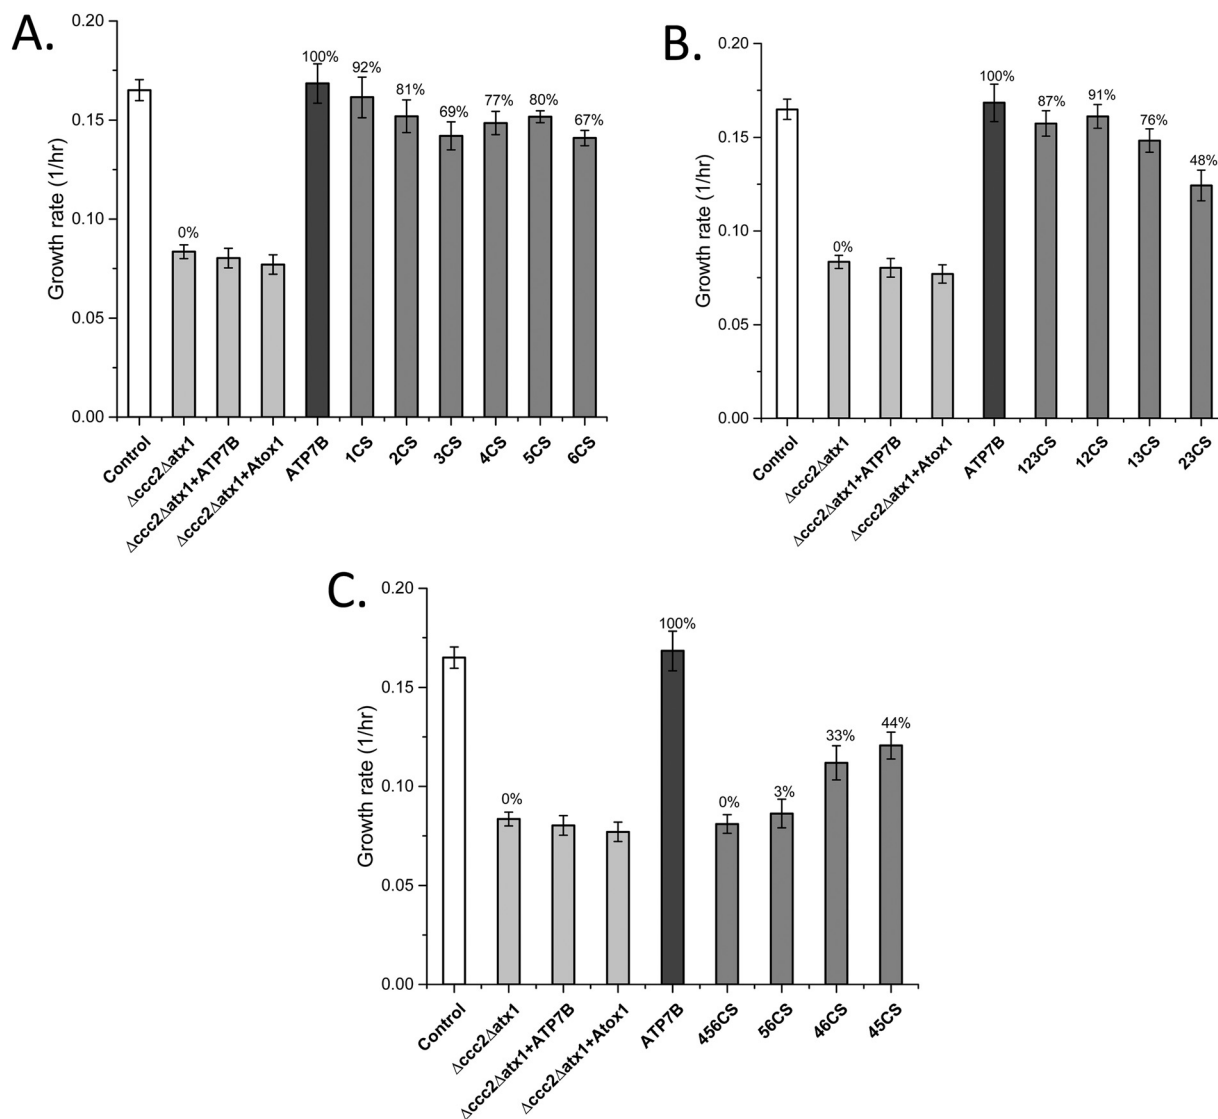 A.
Growth rate (1/hr)
0.20
0.15
0.10
0.05
0.00
0%
100%
92%
81%
69%
77%
80%
67%
Control
Δccc2Δatx1
Δccc2Δatx1+ATP7B
Δccc2Δatx1+Atox1
ATP7B
1CS
2CS
3CS
4CS
5CS
6CS
B.
Growth rate (1/hr)
0.20
0.15
0.10
0.05
0.00
0%
100%
87%
91%
76%
48%
Control
Δccc2Δatx1
Δccc2Δatx1+ATP7B
Δccc2Δatx1+Atox1
ATP7B
123CS
12CS
13CS
23CS
C.
Growth rate (1/hr)
0.20
0.15
0.10
0.05
0.00
0%
100%
0%
3%
33%
44%
Control
Δccc2Δatx1
Δccc2Δatx1+ATP7B
Δccc2Δatx1+Atox1
ATP7B
456CS
56CS
46CS
45CS